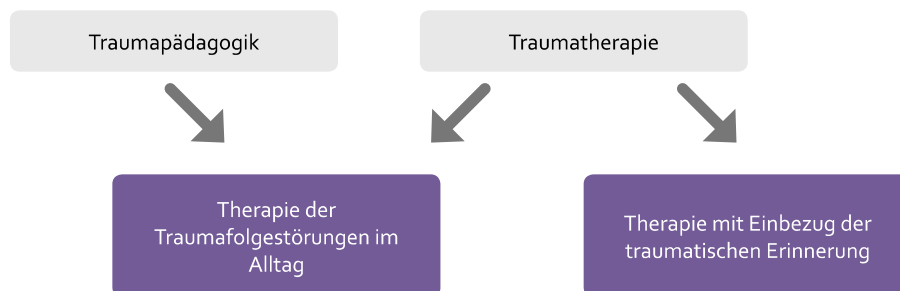 Traumapädagogik
Traumatherapie
Therapie der
Traumafolgestörungen im
Alltag
Therapie mit Einbezug der
traumatischen Erinnerung